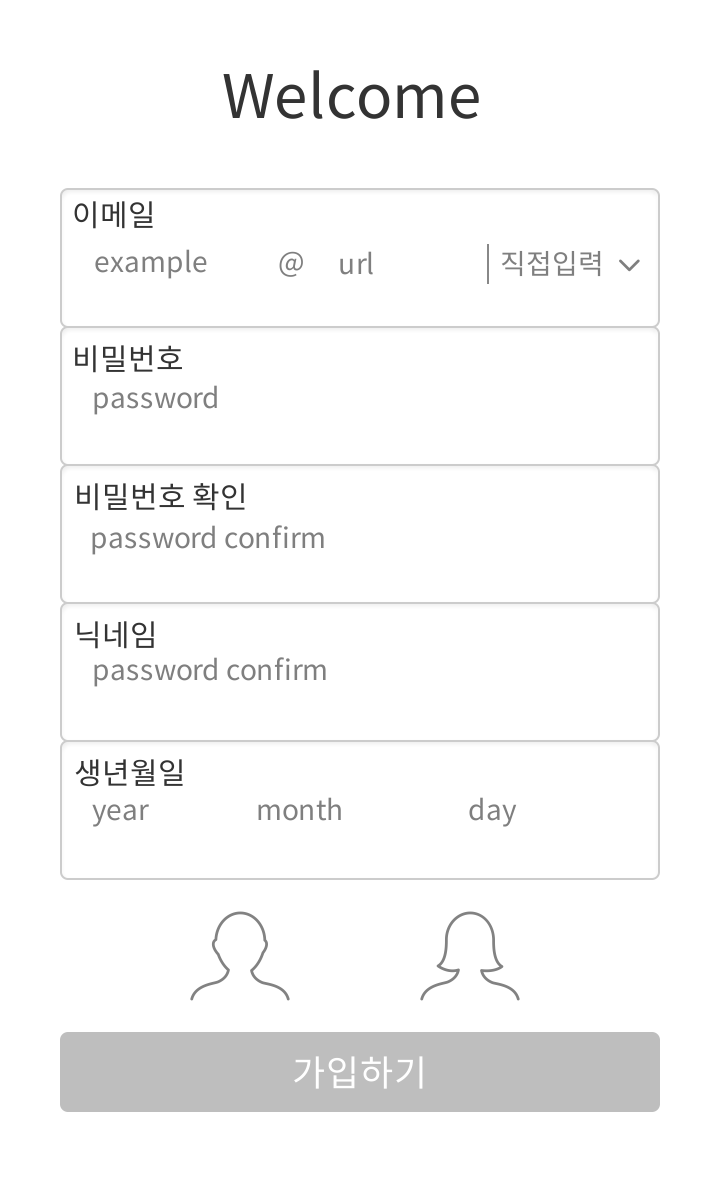 Welcome
이메일
example @ url 직접입력
비밀번호
password
비밀번호 확인
password confirm
닉네임
password confirm
생년월일
year month day
가입하기